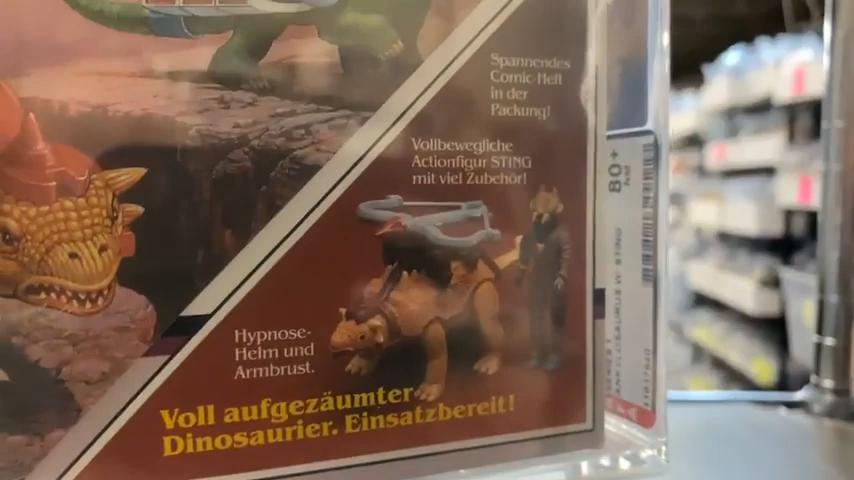 Spannendes
Comic-Heft
in der
Packung!
Vollbewegliche
Actionfigur STING
mit viel Zubehör!
Hypnose-
Helm und
Armbrust.
Voll aufgezäumter
Dinosaurier. Einsatzbereit!
80+